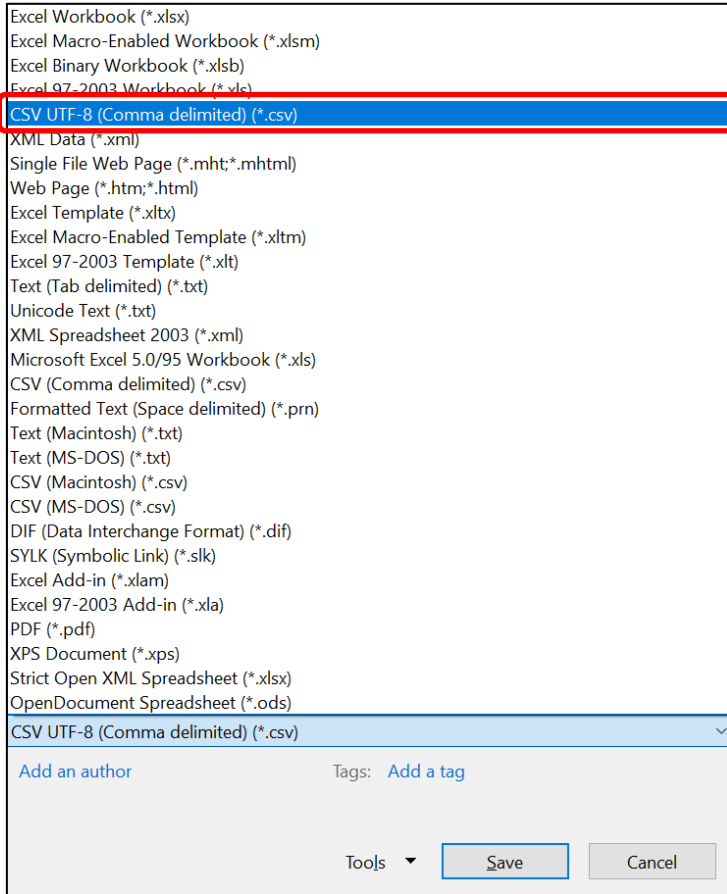 Excel Workbook (*.xlsx)
Excel Macro-Enabled Workbook (*.xlsm)
Excel Binary Workbook (*.xlsb)
Excel 97-2003 Workbook (*.xls)
CSV UTF-8 (Comma delimited) (*.csv)
XML Data (*.xml)
Single File Web Page (*.mht;*.mhtml)
Web Page (*.htm;*.html)
Excel Template (*.xltx)
Excel Macro-Enabled Template (*.xltm)
Excel 97-2003 Template (*.xlt)
Text (Tab delimited) (*.txt)
Unicode Text (*.txt)
XML Spreadsheet 2003 (*.xml)
Microsoft Excel 5.0/95 Workbook (*.xls)
CSV (Comma delimited) (*.csv)
Formatted Text (Space delimited) (*.prn)
Text (Macintosh) (*.txt)
Text (MS-DOS) (*.txt)
CSV (Macintosh) (*.csv)
CSV (MS-DOS) (*.csv)
DIF (Data Interchange Format) (*.dif)
SYLK (Symbolic Link) (*.slk)
Excel Add-in (*.xlam)
Excel 97-2003 Add-in (*.xla)
PDF (*.pdf)
XPS Document (*.xps)
Strict Open XML Spreadsheet (*.xlsx)
OpenDocument Spreadsheet (*.ods)
CSV UTF-8 (Comma delimited) (*.csv)
Add an author Tags: Add a tag
Tools Save Cancel